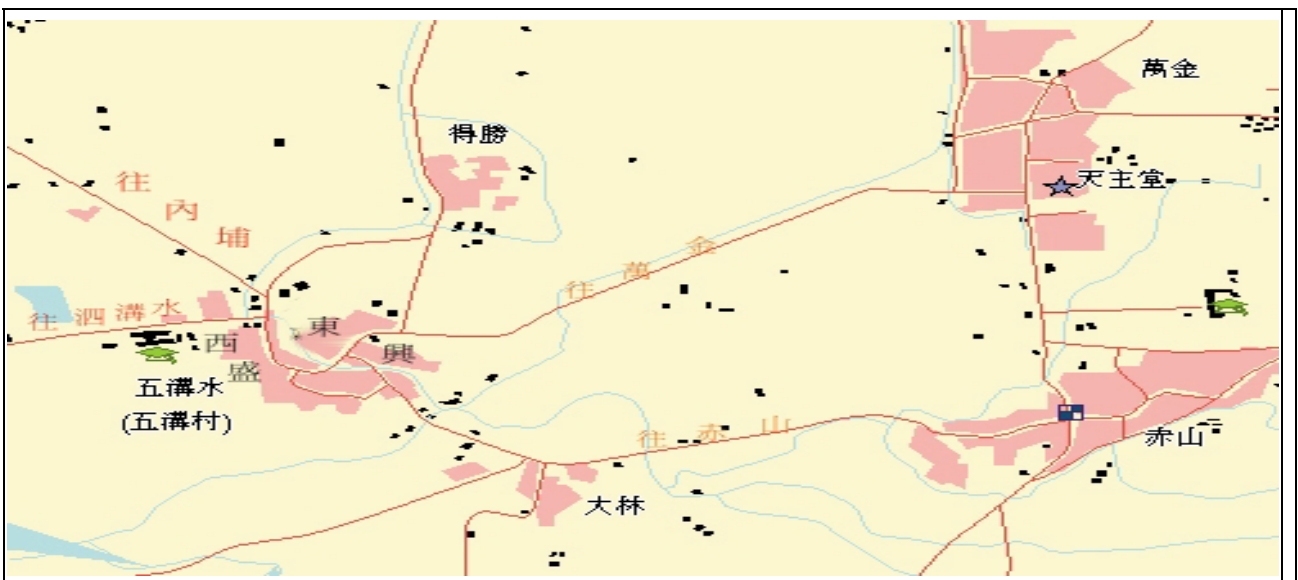 萬金
得勝
天主堂
往內埔
往萬金
往泗溝水
東興
西盛
五溝水
(五溝村)
往赤山
赤山
大林